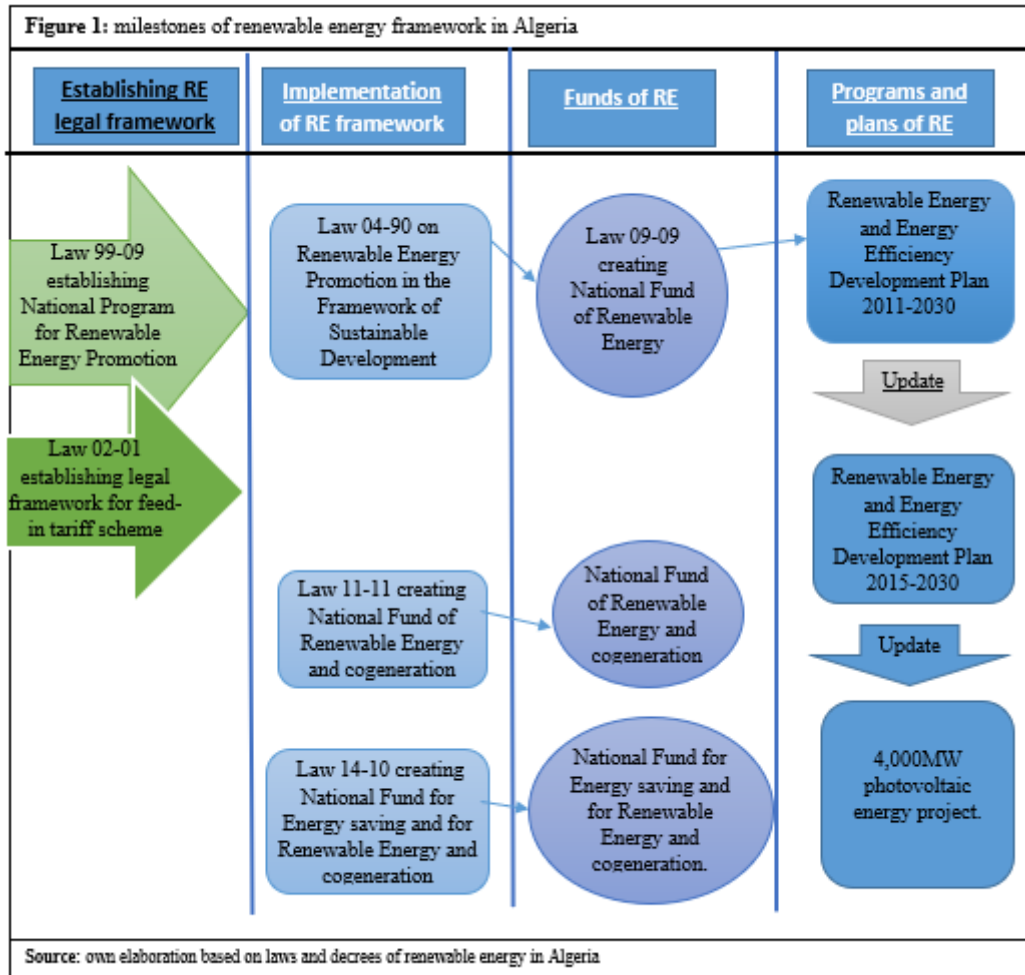 Figure 1: milestones of renewable energy framework in Algeria
Establishing RE
legal framework
Implementation
of RE framework
Funds of RE
Programs and
plans of RE
Law 99-09
establishing
National Program
for Renewable
Energy Promotion
Law 02-01
establishing legal
framework for feed-
in tariff scheme
Law 04-90 on
Renewable Energy
Promotion in the
Framework of
Sustainable
Development
Law 11-11 creating
National Fund of
Renewable Energy
and cogeneration
Law 14-10 creating
National Fund for
Energy saving and for
Renewable Energy and
cogeneration
Law 09-09
creating
National Fund
of Renewable
Energy
National Fund
of Renewable
Energy and
cogeneration
National Fund for
Energy saving and
for Renewable
Energy and
cogeneration.
Renewable Energy
and Energy
Efficiency
Development Plan
2011-2030
Update
Renewable Energy
and Energy
Efficiency
Development Plan
2015-2030
Update
4,000MW
photovoltaic
energy project.
Source: own elaboration based on laws and decrees of renewable energy in Algeria